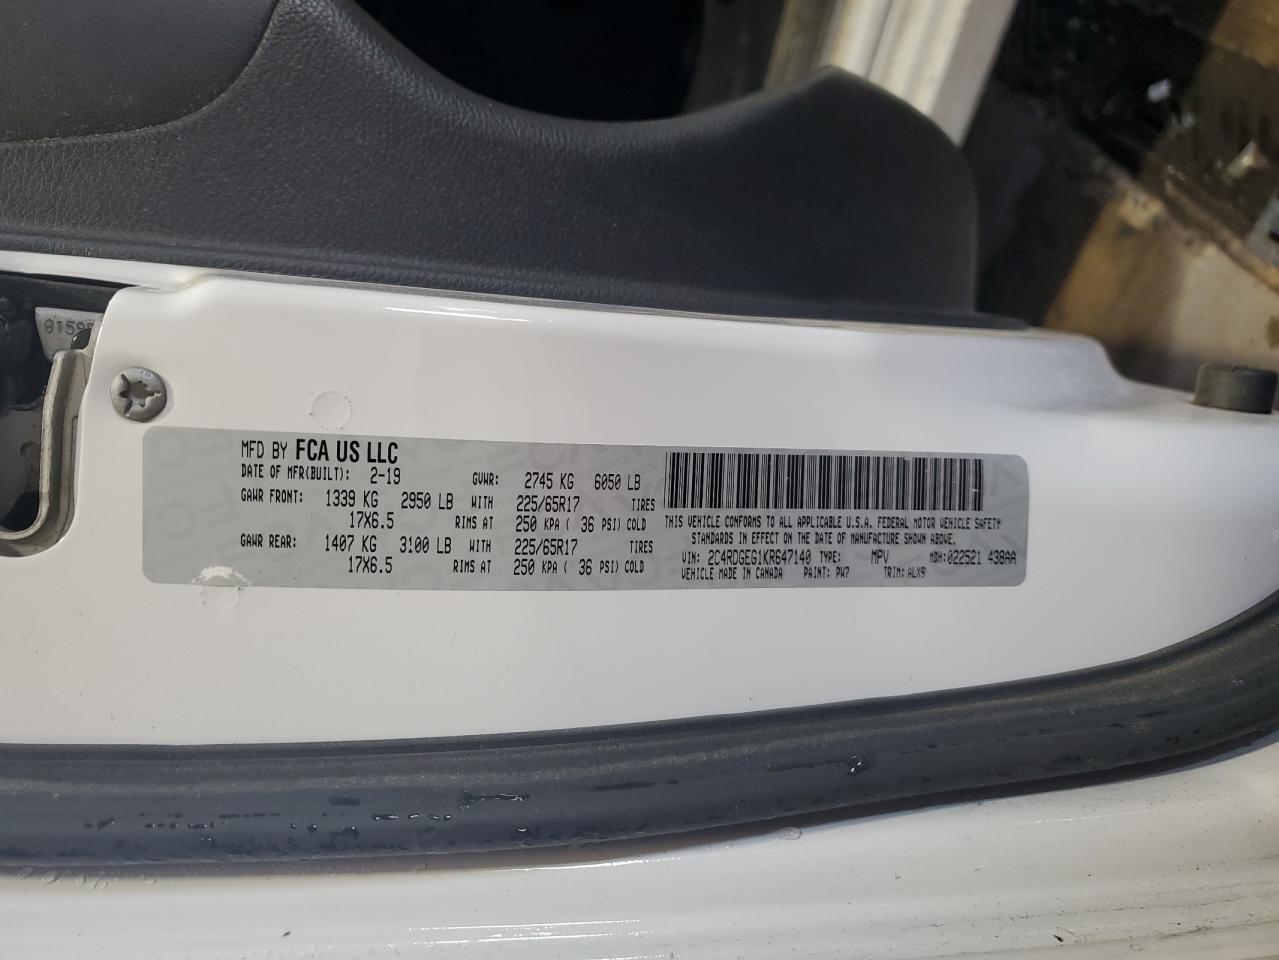 0159
MFD BY FCA US LLC
DATE OF MFR(BUILT): 2-19 GVWR: 2745 KG 6050 LB
GAWR FRONT: 1339 KG 2950 LB WITH 225/65R17 TIRES
17X6.5 RIMS AT 250 KPA ( 36 PSI) COLD
GAWR REAR: 1407 KG 3100 LB WITH 225/65R17 TIRES
17X6.5 RIMS AT 250 KPA ( 36 PSI) COLD
THIS VEHICLE CONFORMS TO ALL APPLICABLE U.S.A. FEDERAL MOTOR VEHICLE SAFETY
STANDARDS IN EFFECT ON THE DATE OF MANUFACTURE SHOWN ABOVE.
VIN: 2C4RDGEG1KR647140 TYPE: MPV MDH: 022521 438AA
VEHICLE MADE IN CANADA PAINT: PW7 TRIM: ALX9